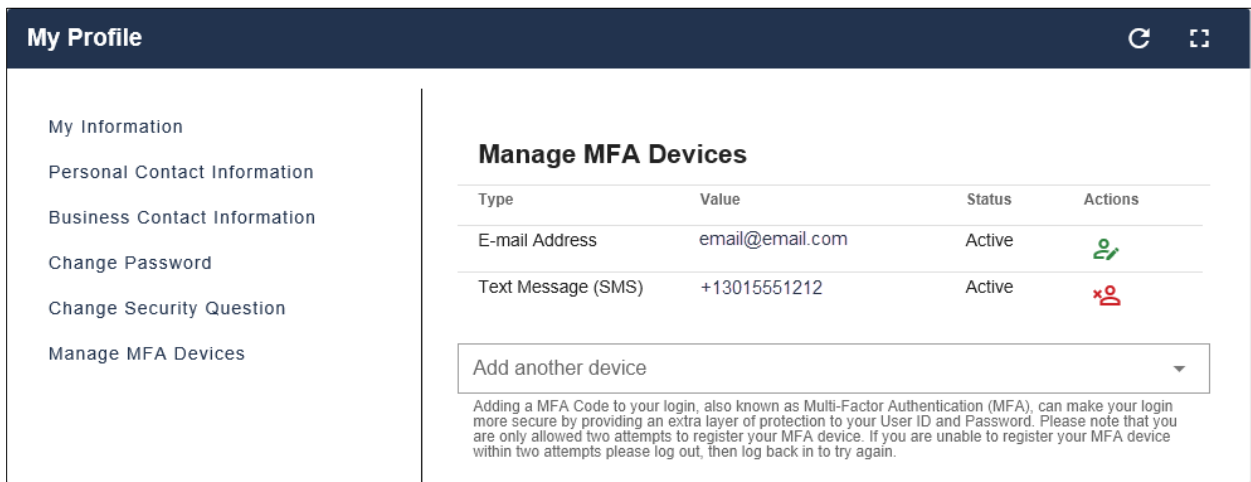 My Profile
My Information
Personal Contact Information
Business Contact Information
Change Password
Change Security Question
Manage MFA Devices
Manage MFA Devices
Type Value Status Actions
E-mail Address email@email.com Active
Text Message (SMS) +13015551212 Active
Add another device
Adding a MFA Code to your login, also known as Multi-Factor Authentication (MFA), can make your login
more secure by providing an extra layer of protection to your User ID and Password. Please note that you
are only allowed two attempts to register your MFA device. If you are unable to register your MFA device
within two attempts please log out, then log back in to try again.